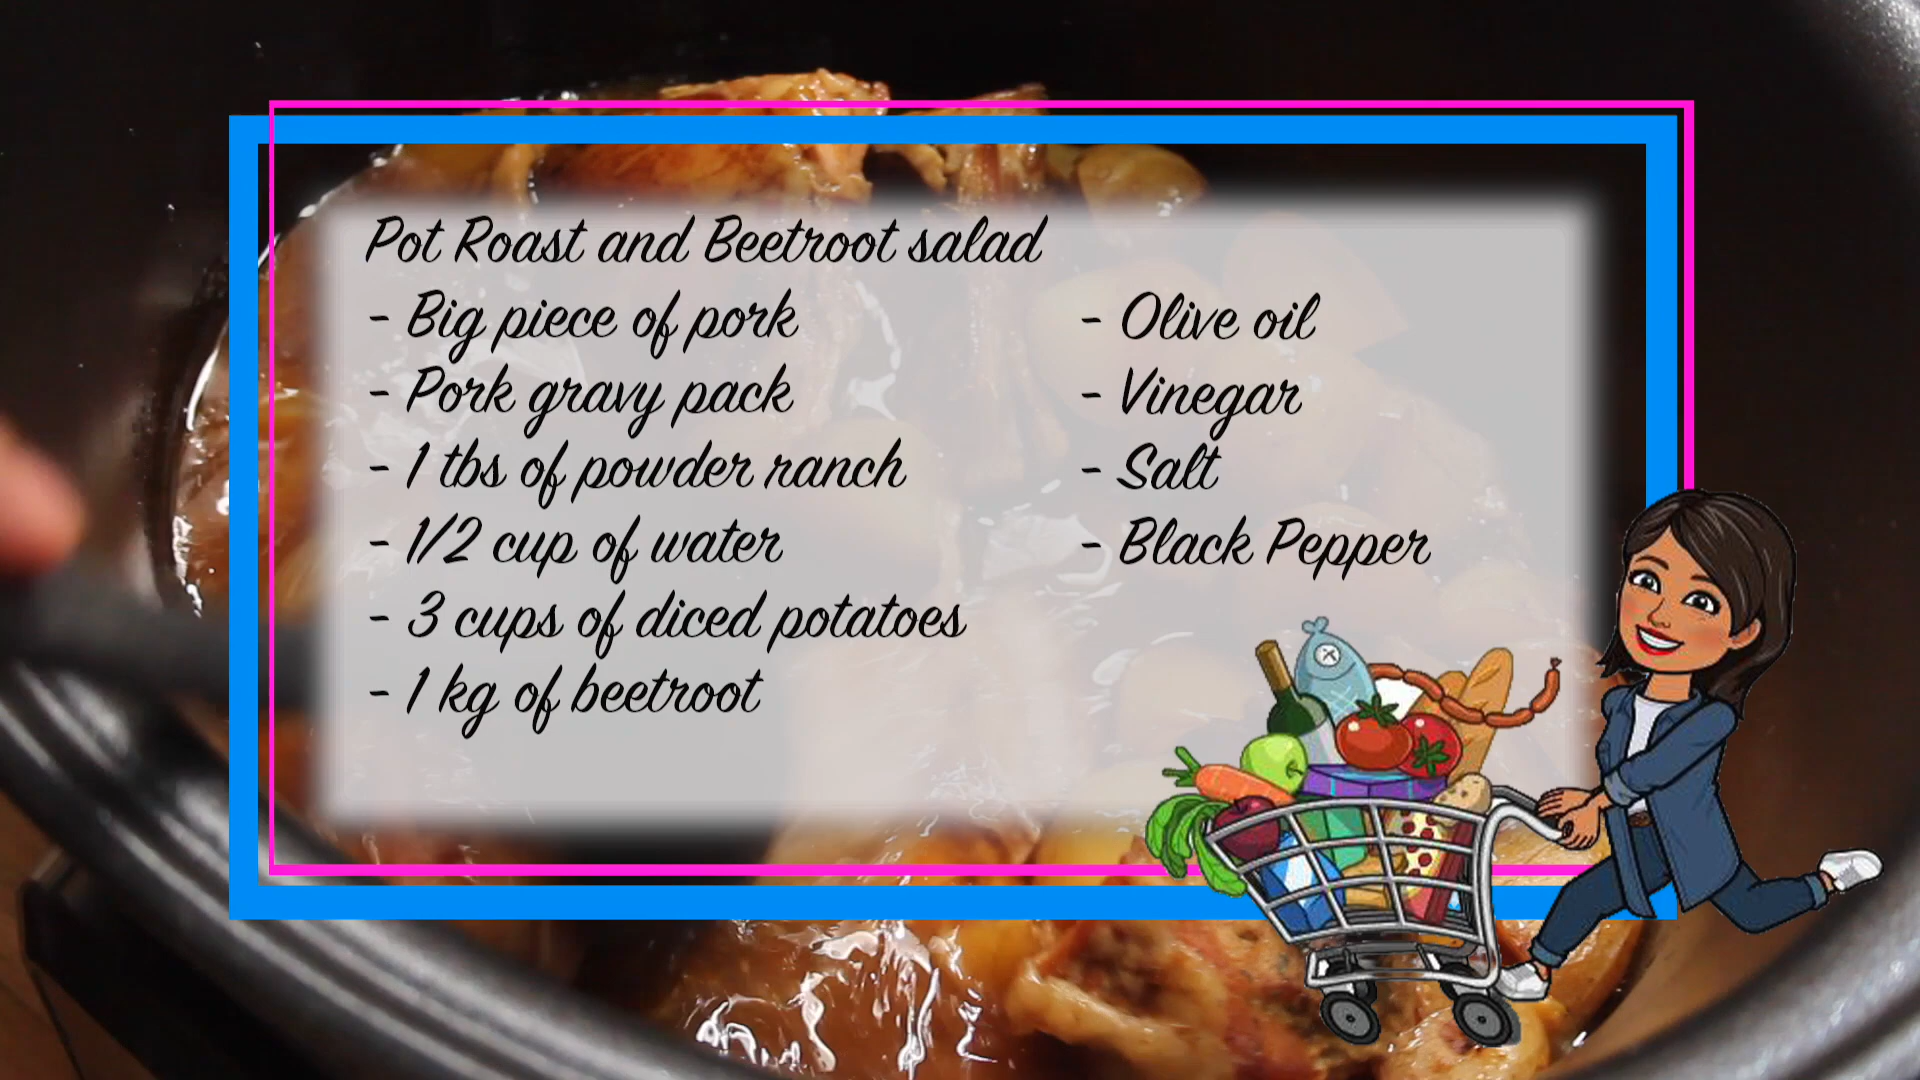 Pot Roast and Beetroot salad
- Big piece of pork
- Pork gravy pack
- 1 tbs of powder ranch
- 1/2 cup of water
- 3 cups of diced potatoes
- 1 kg of beetroot
- Olive oil
- Vinegar
- Salt
- Black Pepper